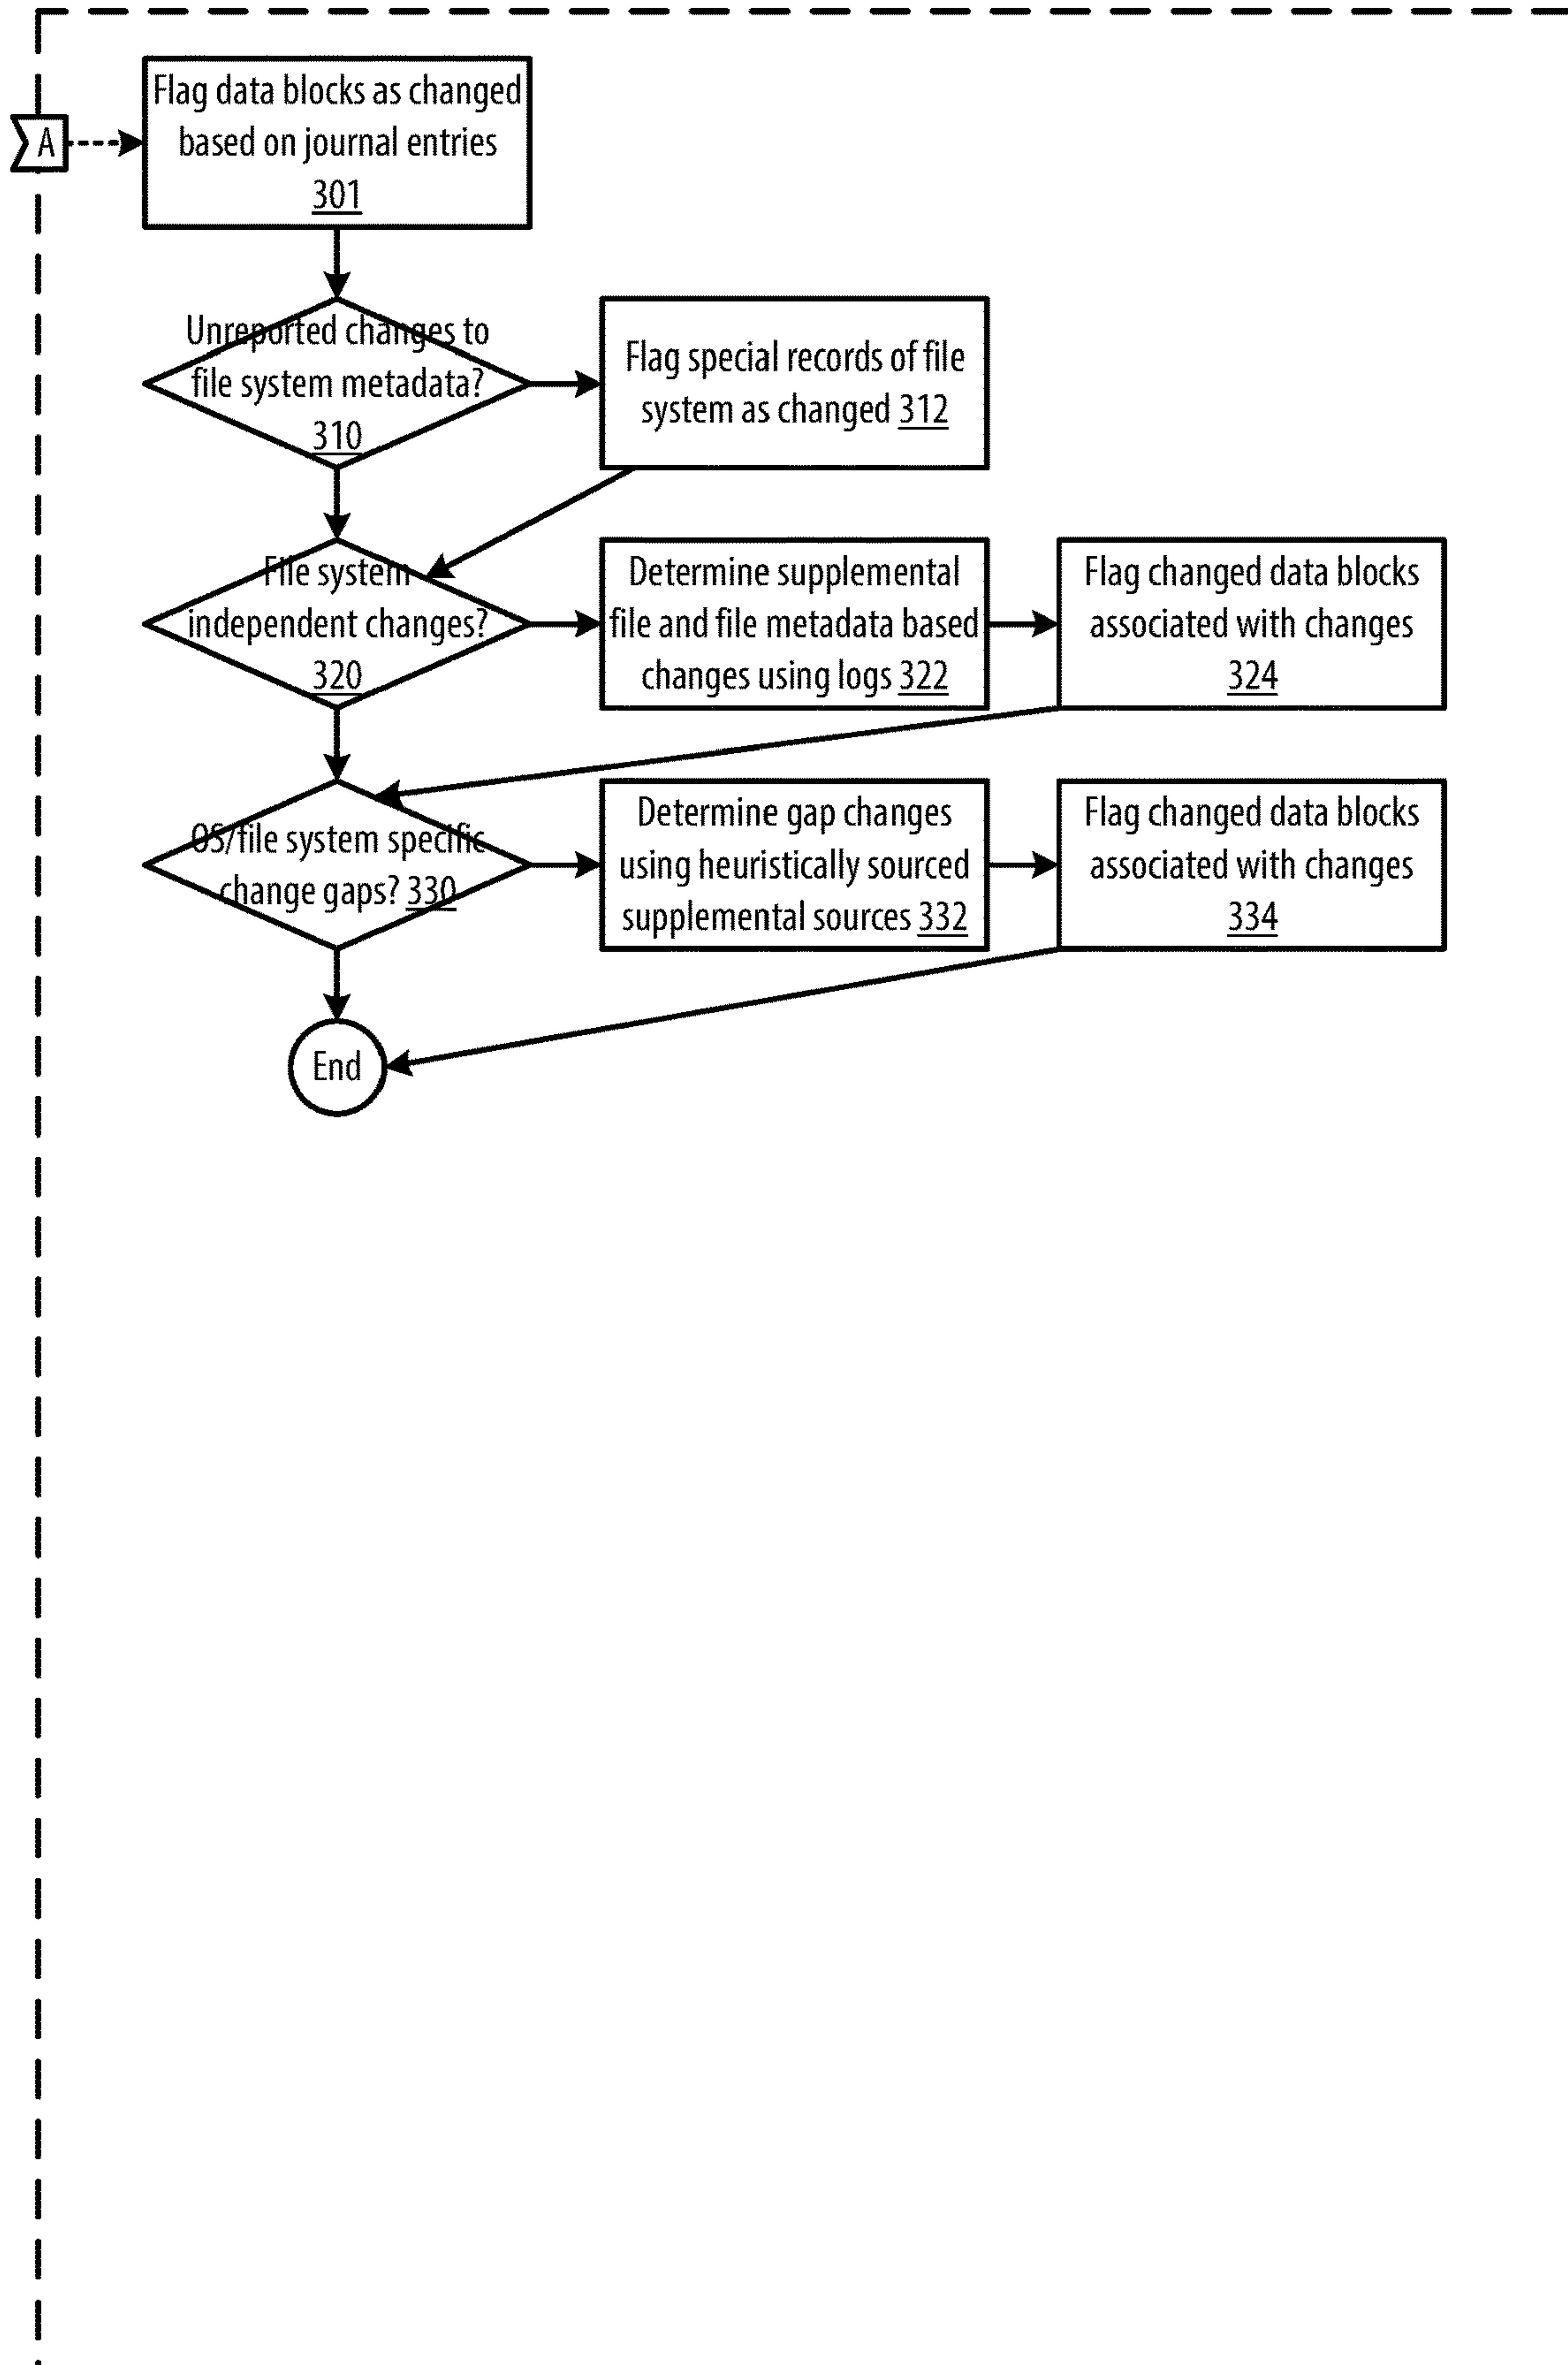 Flag data blocks as changed
based on journal entries
301
A
Unreported changes to
file system metadata?
310
Flag special records of file
system as changed 312
File system
independent changes?
320
Determine supplemental
file and file metadata based
changes using logs 322
Flag changed data blocks
associated with changes
324
OS/file system specific
change gaps? 330
Determine gap changes
using heuristically sourced
supplemental sources 332
Flag changed data blocks
associated with changes
334
End